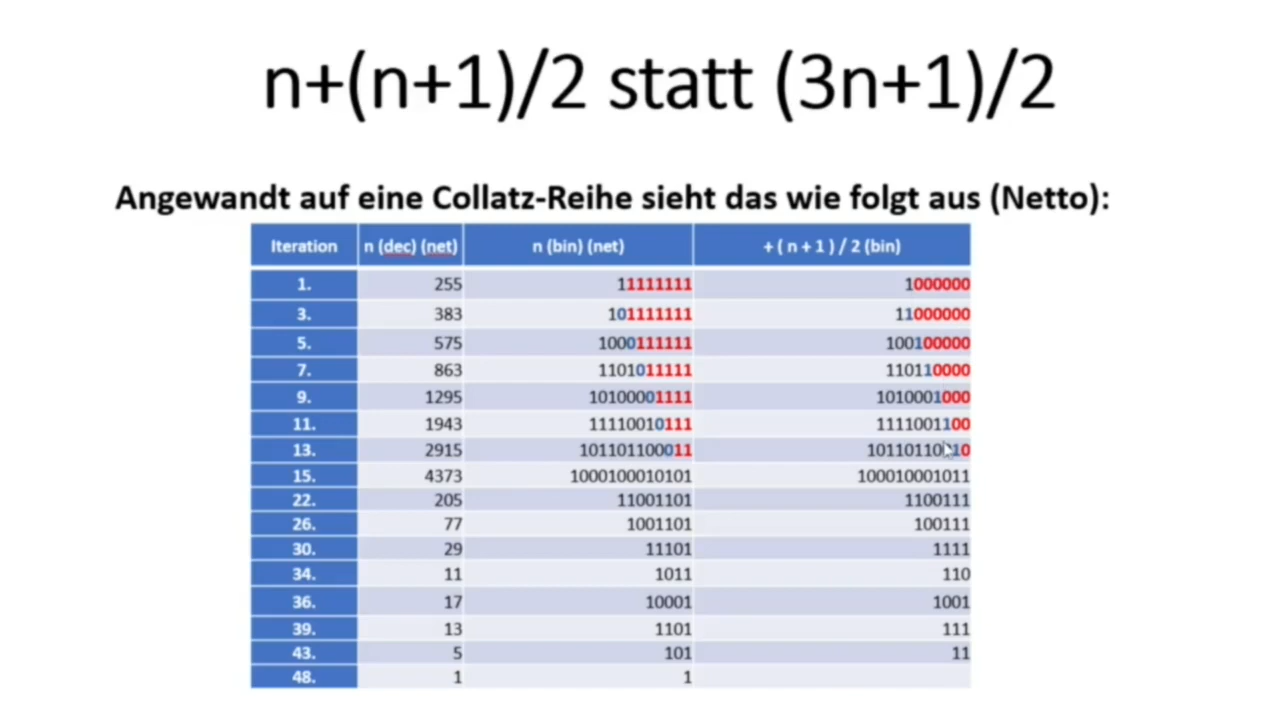 n+(n+1)/2 statt (3n+1)/2
Angewandt auf eine Collatz-Reihe sieht das wie folgt aus (Netto):
Iteration n (dec) (net) n (bin) (net) + ( n + 1 ) / 2 (bin)
1. 255 11111111 1000000
3. 383 101111111 11000000
5. 575 1000111111 100100000
7. 863 1101011111 110110000
9. 1295 10100001111 1010001000
11. 1943 11110010111 1111001100
13. 2915 101101100011 10110110010
15. 4373 1000100010101 100010001011
22. 205 11001101 1100111
26. 77 1001101 100111
30. 29 11101 1111
34. 11 1011 110
36. 17 10001 1001
39. 13 1101 111
43. 5 101 11
48. 1 1